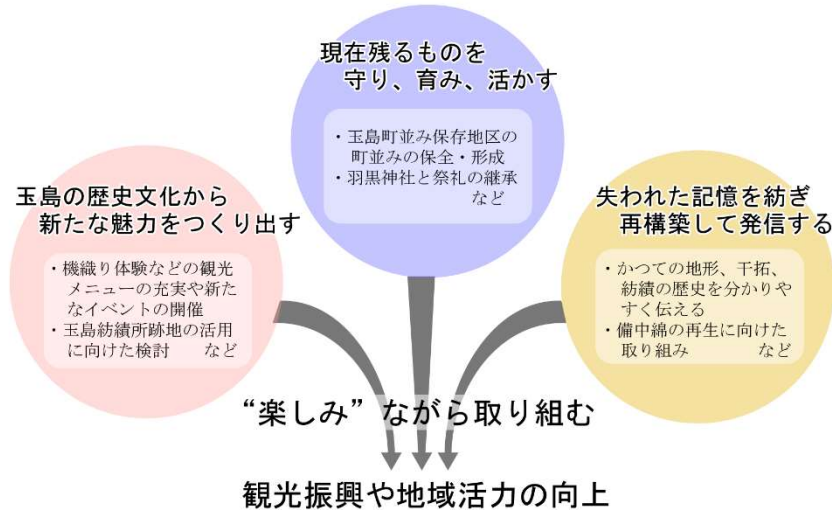 現在残るものを
守り、育み、活かす
・玉島町並み保存地区の
町並みの保全・形成
・羽黒神社と祭礼の継承
など
玉島の歴史文化から
新たな魅力をつくり出す
・機織り体験などの観光
メニューの充実や新た
なイベントの開催
・玉島紡績所跡地の活用
に向けた検討 など
失われた記憶を紡ぎ
再構築して発信する
・かつての地形、干拓、
紡績の歴史を分かりや
すく伝える
・備中綿の再生に向けた
取り組み など
“楽しみ”ながら取り組む
観光振興や地域活力の向上